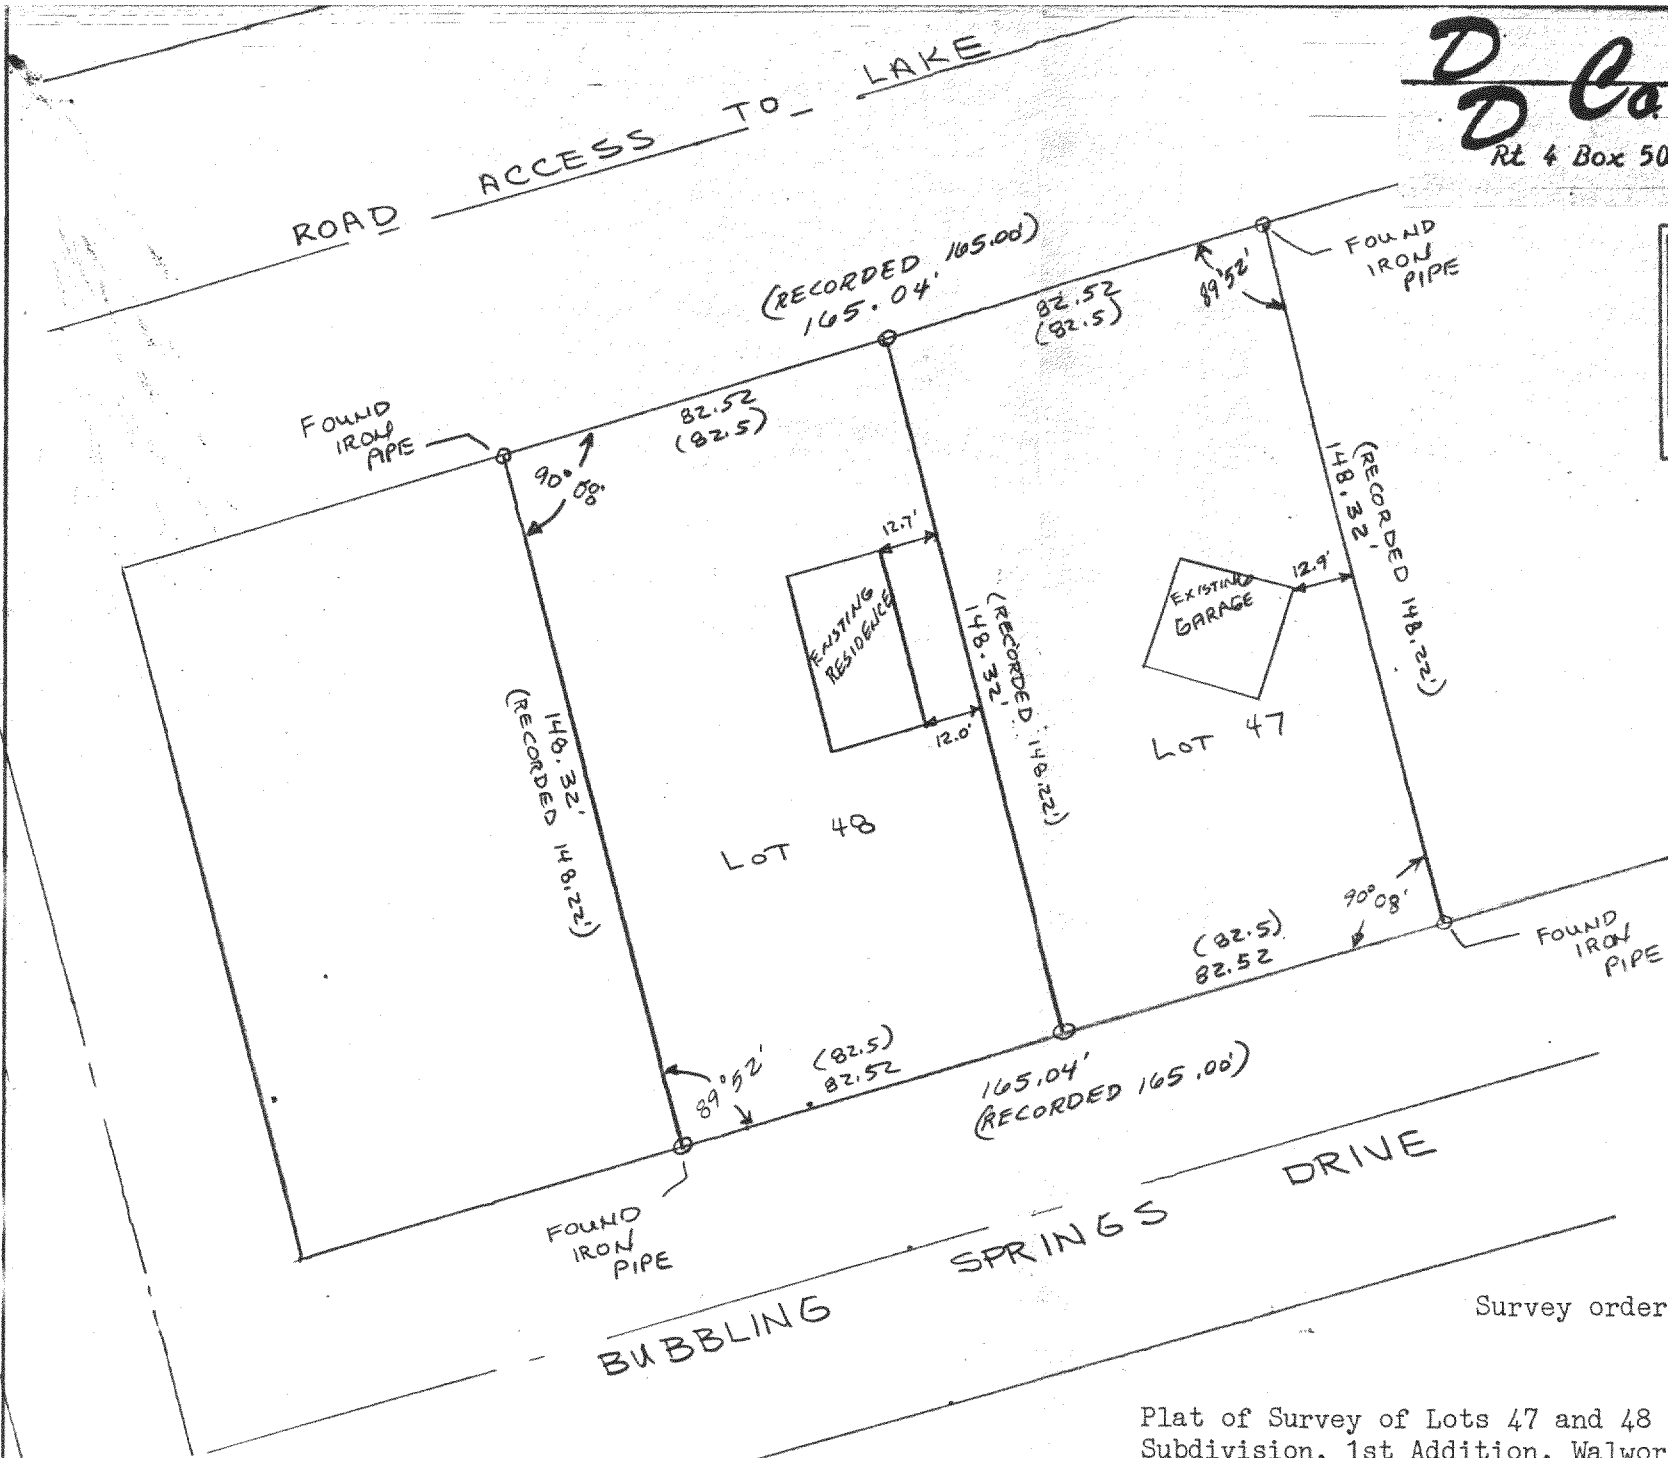 D
D Co
Rt 4 Box 50
ROAD ACCESS TO LAKE
(RECORDED 165.00')
165.04'
FOUND
IRON
PIPE
89°52'
82.52
(82.5)
82.52
(82.5)
FOUND
IRON
PIPE
90°08'
12.7'
EXISTING
RESIDENCE
12.0'
12.9'
EXISTING
GARAGE
(RECORDED 148.22')
148.32'
(RECORDED 148.22')
148.32'
148.32'
(RECORDED 148.22')
LOT 47
LOT 48
90°08'
(82.5)
82.52
FOUND
IRON
PIPE
89°52'
(82.5)
82.52
165.04'
(RECORDED 165.00')
FOUND
IRON
PIPE
BUBBLING SPRINGS DRIVE
Survey order
Plat of Survey of Lots 47 and 48
Subdivision, 1st Addition, Walwor